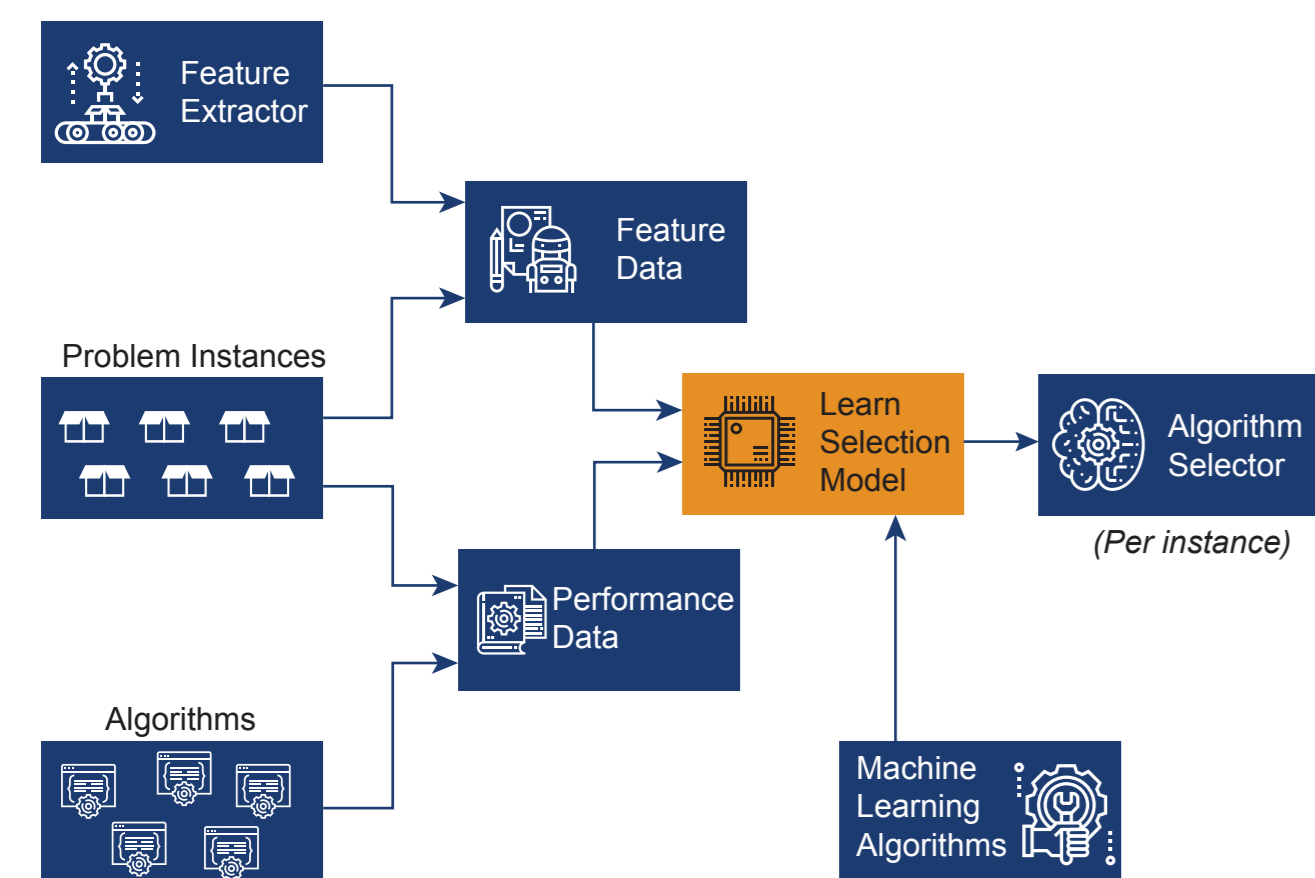 Feature
Extractor
Feature
Data
Problem Instances
Learn
Selection
Model
Algorithm
Selector
(Per instance)
Performance
Data
Algorithms
Machine
Learning
Algorithms